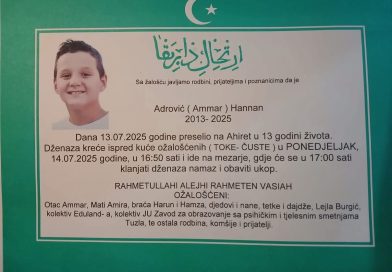 ارتحال دار بقا
Sa žalošću javljamo rodbini, prijateljima i poznanicima da je
Adrović ( Ammar ) Hannan
2013- 2025
Dana 13.07.2025 godine preselio na Ahiret u 13 godini života.
Dženaza kreće ispred kuće ožalošćenih ( TOKE- ČUSTE ) u PONEDJELJAK,
14.07.2025 godine, u 16:50 sati i ide na mezarje, gdje će se u 17:00 sati
klanjati dženaza namaz i obaviti ukop.
RAHMETULLAHI ALEJHI RAHMETEN VASIAH
OŽALOŠĆENI:
Otac Ammar, Mati Amira, braća Harun i Hamza, djedovi i nane, tetke i dajdže, Lejla Burgić,
kolektiv Eduland- a, kolektiv JU Zavod za obrazovanje sa psihičkim i tjelesnim smetnjama
Tuzla, te ostala rodbina, komšije i prijatelji.